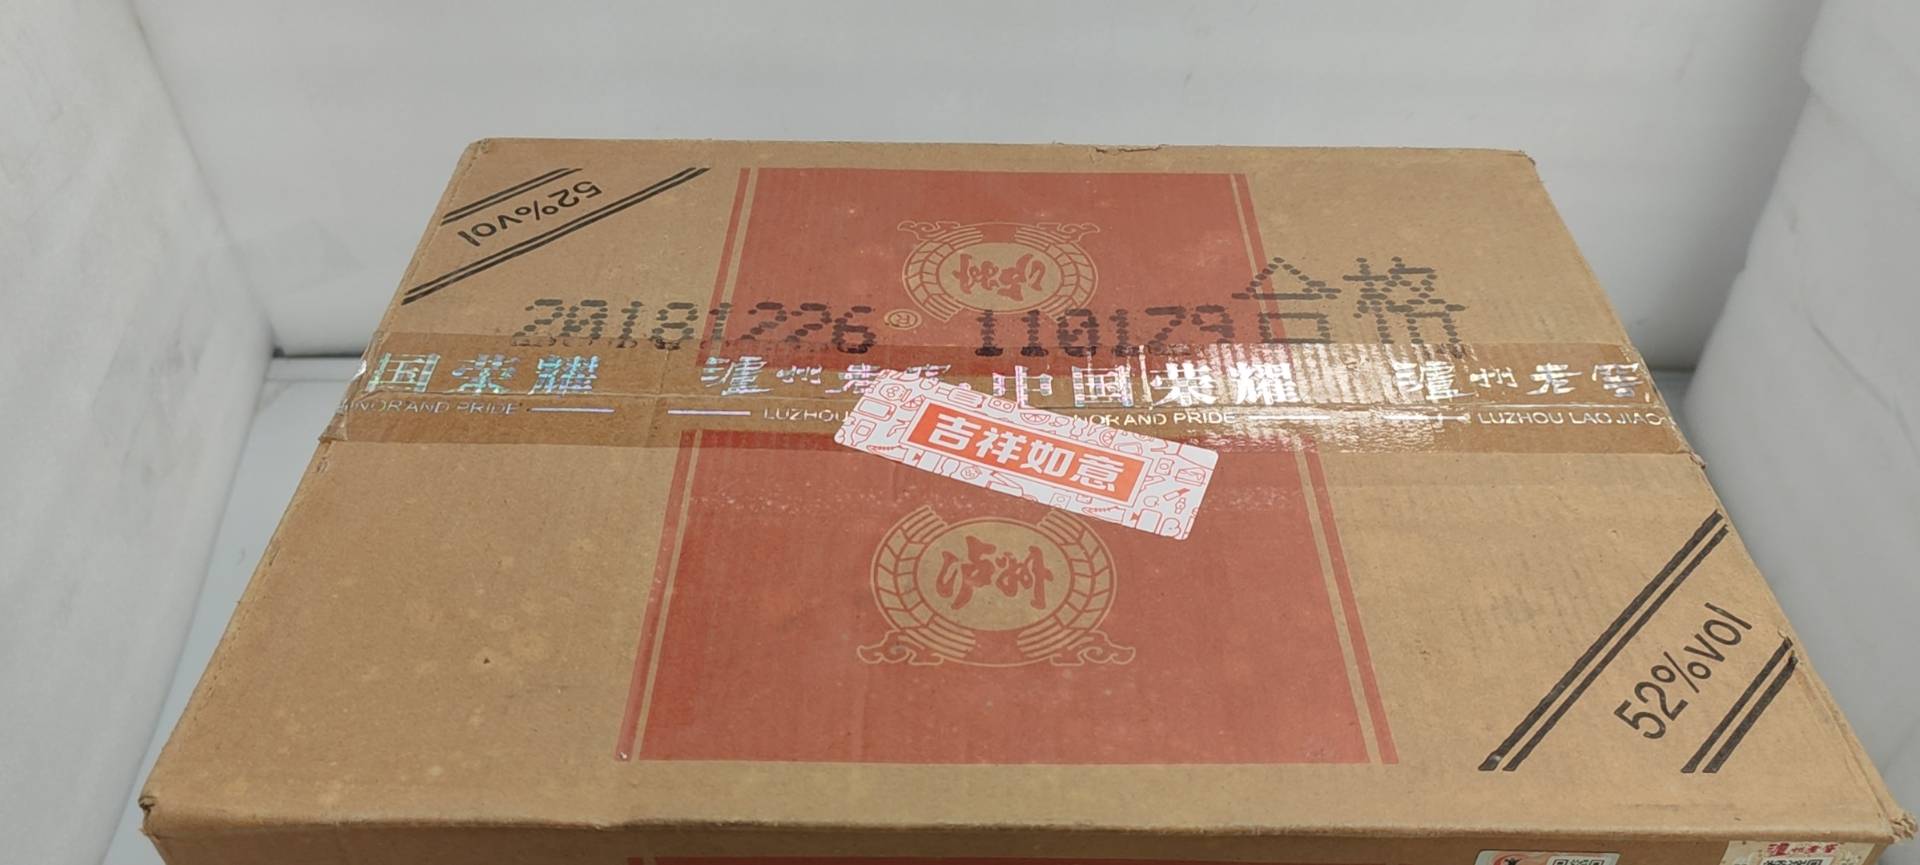 52%vol
20181226 110179 合格
国荣耀 泸州老窖 中国荣耀 泸州老窖
HONOR AND PRIDE LUZHOU HONOR AND PRIDE LUZHOU LAO JIAO
吉祥如意
泸州
52%vol
泸州老窖